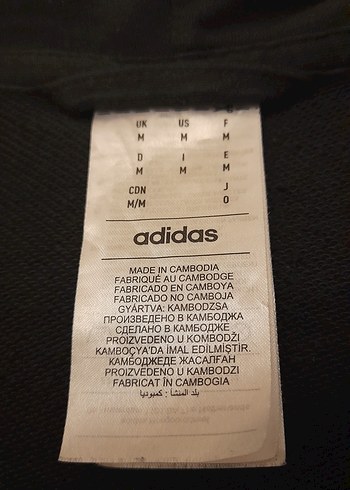 UK US F
M M M
D I E
M M M
CDN J
M/M O
adidas
MADE IN CAMBODIA
FABRIQUÉ AU CAMBODGE
FABRICADO EN CAMBOYA
FABRICADO NO CAMBOJA
GYÁRTVA: KAMBODZSA
ПРОИЗВЕДЕНО В КАМБОДЖА
СДЕЛАНО В КАМБОДЖЕ
PROIZVEDENO U KOMBODŽI
KAMBOÇYA'DA İMAL EDİLMİŞTİR.
КАМБОДЖЕДЕ ЖАСАЛҒАН
PROIZVEDENO U KAMBODZI
FABRICAT ÎN CAMBOGIA
بلد المنشأ : كمبوديا